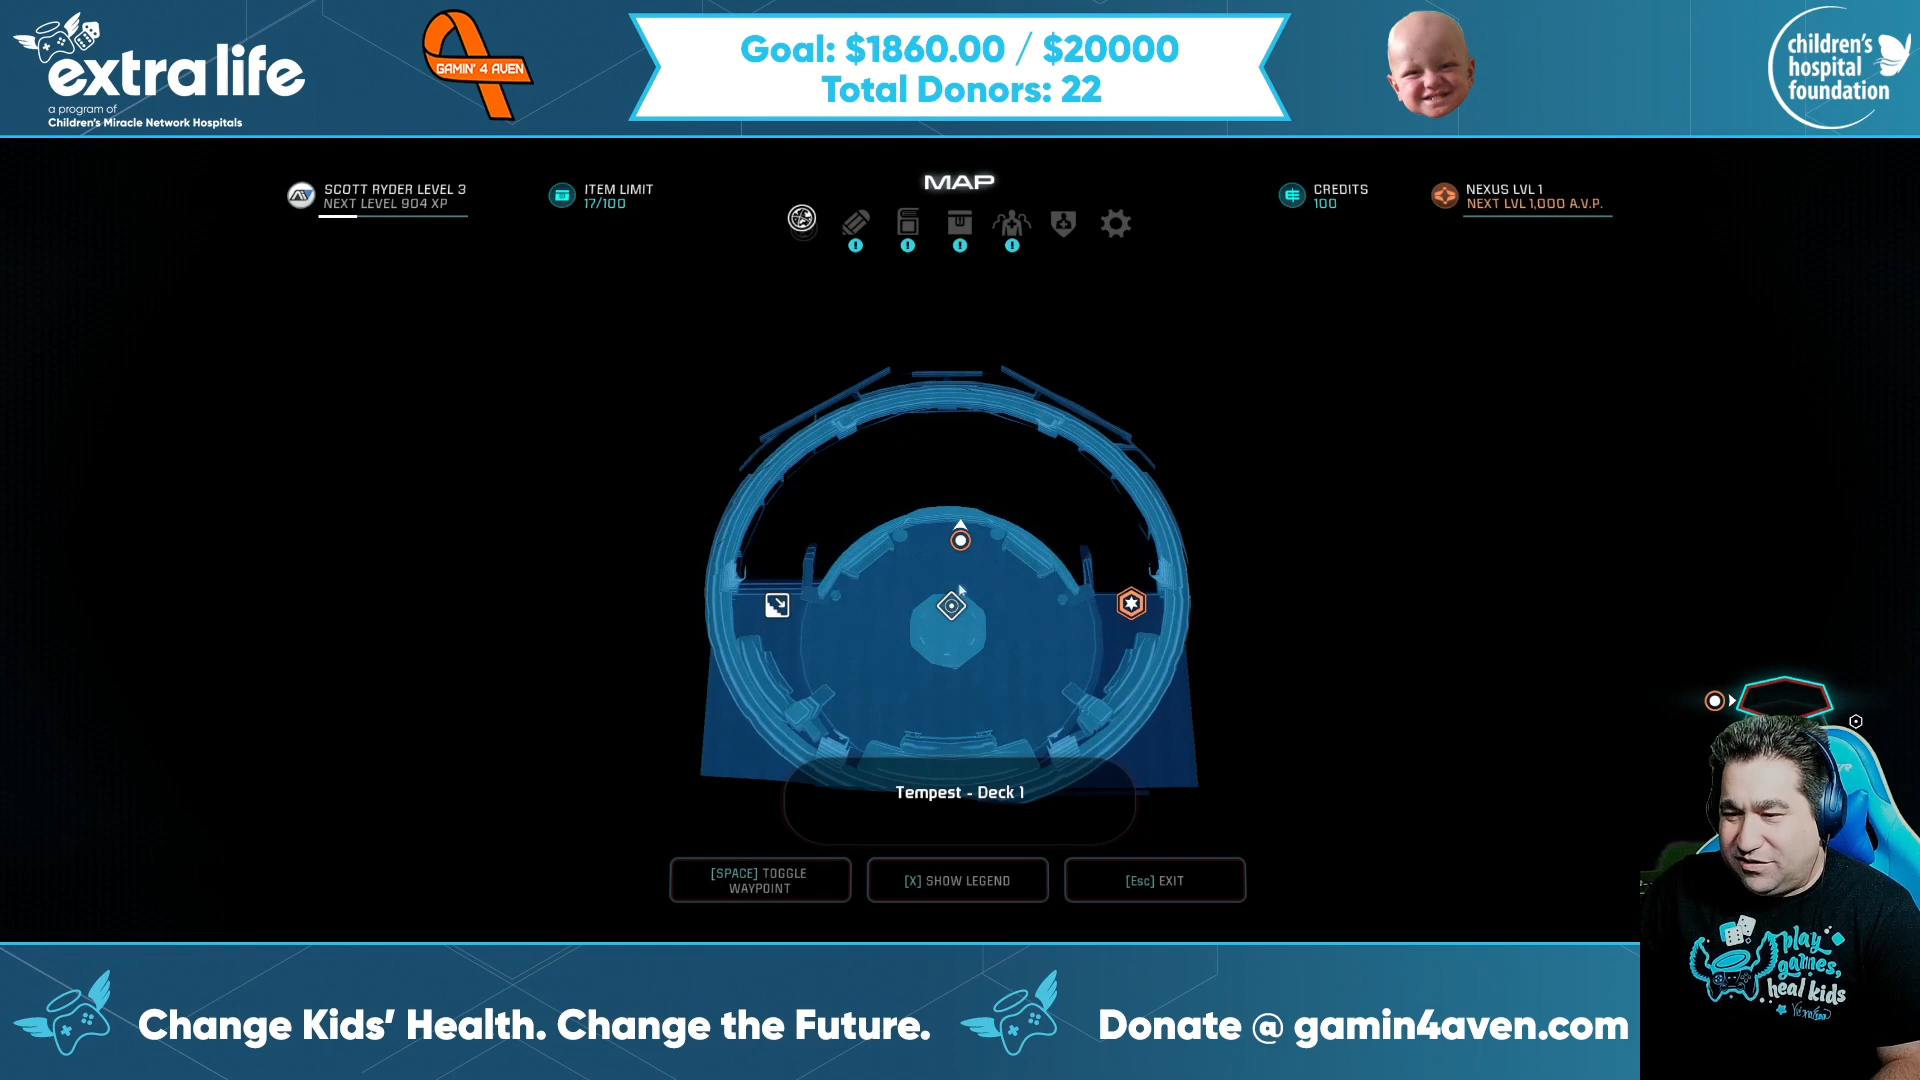 extra life
a program of
Children's Miracle Network Hospitals
GAMIN' 4 AVEN
Goal: $1860.00 / $20000
Total Donors: 22
children's
hospital
foundation
SCOTT RYDER LEVEL 3
NEXT LEVEL 904 XP
ITEM LIMIT
17/100
MAP
CREDITS
100
NEXUS LVL 1
NEXT LVL 1,000 A.V.P.
Tempest - Deck 1
[SPACE] TOGGLE
WAYPOINT
[X] SHOW LEGEND
[Esc] EXIT
play
games,
heal kids
Change Kids' Health. Change the Future.
Donate @ gamin4aven.com